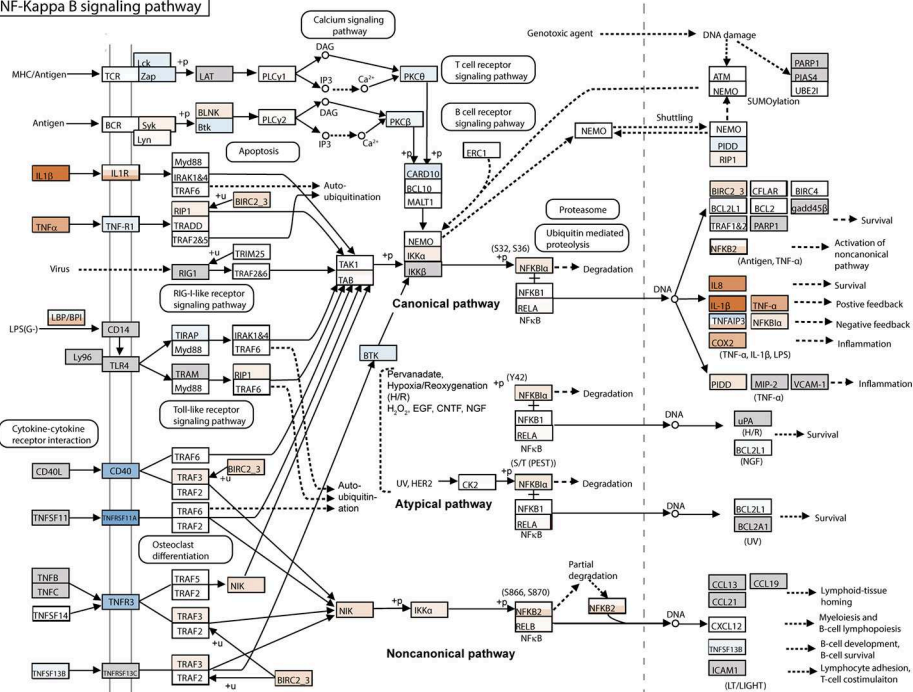 NF-Kappa B signaling pathway
Calcium signaling
pathway
Genotoxic agent
DNA damage
MHC/Antigen
TCR
Lck
Zap
+p
LAT
PLCγ1
DAG
IP3
Ca²⁺
PKCθ
T cell receptor
signaling pathway
ATM
NEMO
SUMOylation
PARP1
PIAS4
UBE2I
Antigen
BCR
Syk
Lyn
+p
BLNK
Btk
PLCγ2
DAG
IP3
Ca²⁺
PKCβ
B cell receptor
signaling pathway
NEMO
Shuttling
NEMO
PIDD
RIP1
Apoptosis
+p
+p
ERC1
CARD10
BCL10
MALT1
IL1β
IL1R
Myd88
IRAK1&4
TRAF6
Auto-
ubiquitination
+u
BIRC2_3
TNFα
TNF-R1
RIP1
TRADD
TRAF2&5
Proteasome
Ubiquitin mediated
proteolysis
BIRC2_3
CFLAR
BIRC4
BCL2L1
BCL2
gadd45β
TRAF1&2
PARP1
Survival
Virus
+u
TRIM25
RIG1
TRAF2&6
TAK1
TAB
+p
NEMO
IKKα
IKKβ
(S32, S36)
+p
NFKBIα
Degradation
NFKB2
(Antigen, TNF-α)
Activation of
noncanonical
pathway
RIG-I-like receptor
signaling pathway
Canonical pathway
NFKB1
RELA
NFκB
DNA
IL8
Survival
IL-1β
TNF-α
Postive feedback
TNFAIP3
NFKBIα
Negative feedback
COX2
Inflammation
(TNF-α, IL-1β, LPS)
LBP/BPI
LPS(G-)
CD14
Ly96
TLR4
TIRAP
Myd88
IRAK1&4
TRAF6
TRAM
Myd88
RIP1
TRAF6
BTK
Toll-like receptor
signaling pathway
Pervanadate,
Hypoxia/Reoxygenation
(H/R)
H₂O₂, EGF, CNTF, NGF
(Y42)
+p
NFKBIα
Degradation
NFKB1
RELA
NFκB
PIDD
MIP-2
VCAM-1
Inflammation
(TNF-α)
DNA
uPA
(H/R)
BCL2L1
(NGF)
Survival
Cytokine-cytokine
receptor interaction
CD40L
CD40
TRAF6
TRAF3
TRAF2
BIRC2_3
+u
Auto-
ubiquitin-
ation
UV, HER2
CK2
(S/T (PEST))
+p
NFKBIα
Degradation
Atypical pathway
NFKB1
RELA
NFκB
DNA
BCL2L1
BCL2A1
(UV)
Survival
TNFSF11
TNFRSF11A
TRAF6
TRAF2
Osteoclast
differentiation
TNFB
TNFC
TNFSF14
TNFR3
TRAF5
TRAF2
NIK
TRAF3
TRAF2
+u
NIK
+p
IKKα
+p
(S866, S870)
NFKB2
RELB
NFκB
Partial
degradation
NFKB2
DNA
Noncanonical pathway
CCL13
CCL19
CCL21
Lymphoid-tissue
homing
CXCL12
Myeloiesis and
B-cell lymphopoiesis
TNFSF13B
B-cell development,
B-cell survival
ICAM1
(LT/LIGHT)
Lymphocyte adhesion,
T-cell costimulaiton
TNFSF13B
TNFRSF13C
TRAF3
TRAF2
+u
BIRC2_3